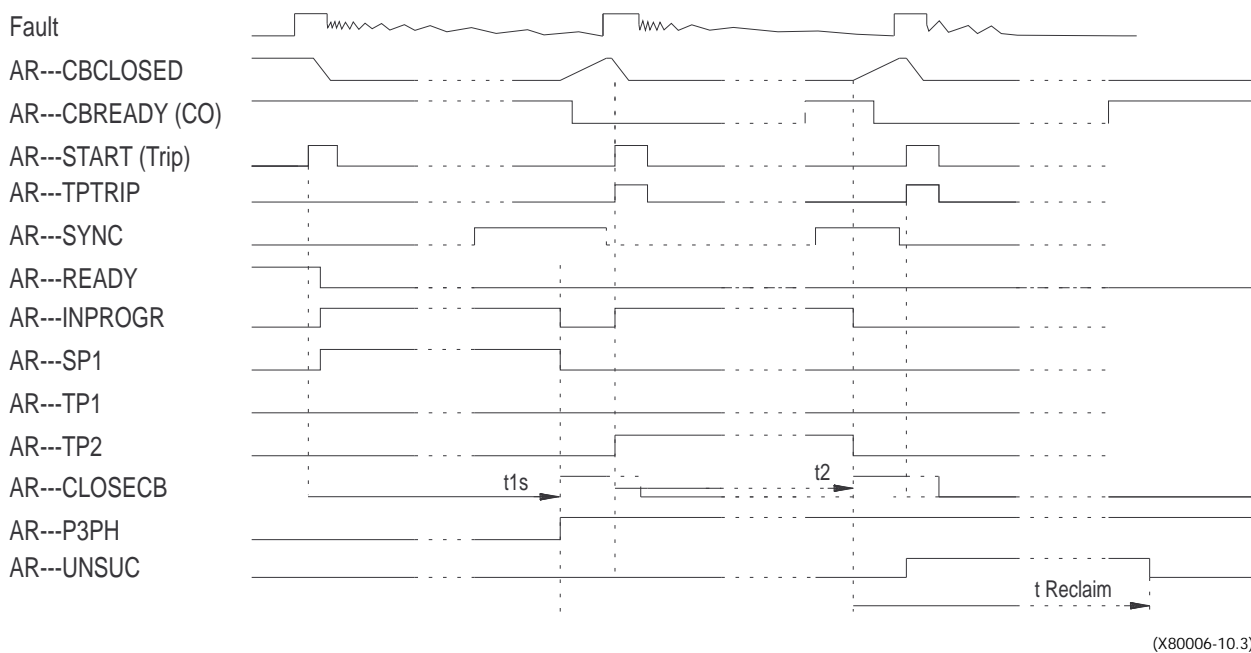 Fault
AR---CBCLOSED
AR---CBREADY (CO)
AR---START (Trip)
AR---TPTRIP
AR---SYNC
AR---READY
AR---INPROGR
AR---SP1
AR---TP1
AR---TP2
AR---CLOSECB
t1s
t2
AR---P3PH
AR---UNSUC
t Reclaim
(X80006-10.3)